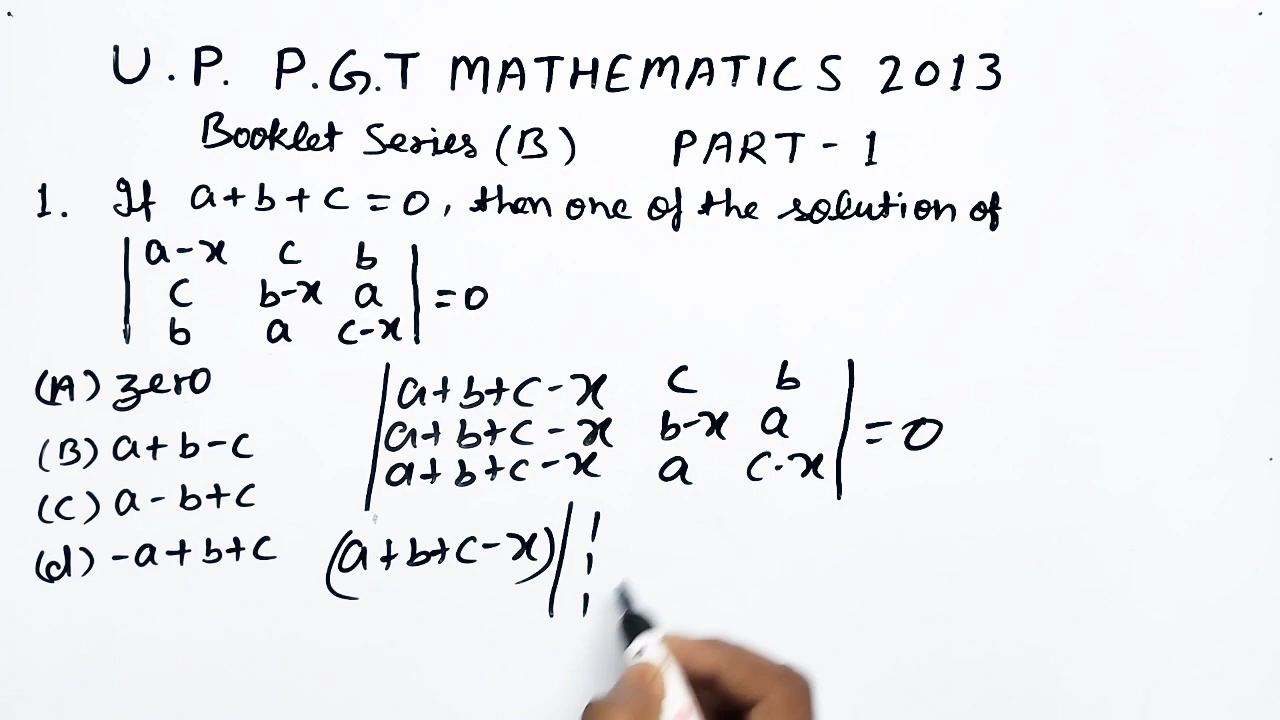 U.P. P.G.T MATHEMATICS 2013
Booklet Series (B) PART-1
1. If a+b+c=0, then one of the solution of
| a-x c b |
| c b-x a | =0
| b a c-x |
(A) zero
(B) a+b-c
(C) a-b+c
(d) -a+b+c
| a+b+c-x c b |
| a+b+c-x b-x a | =0
| a+b+c-x a c-x |
(a+b+c-x) | 1
1
1